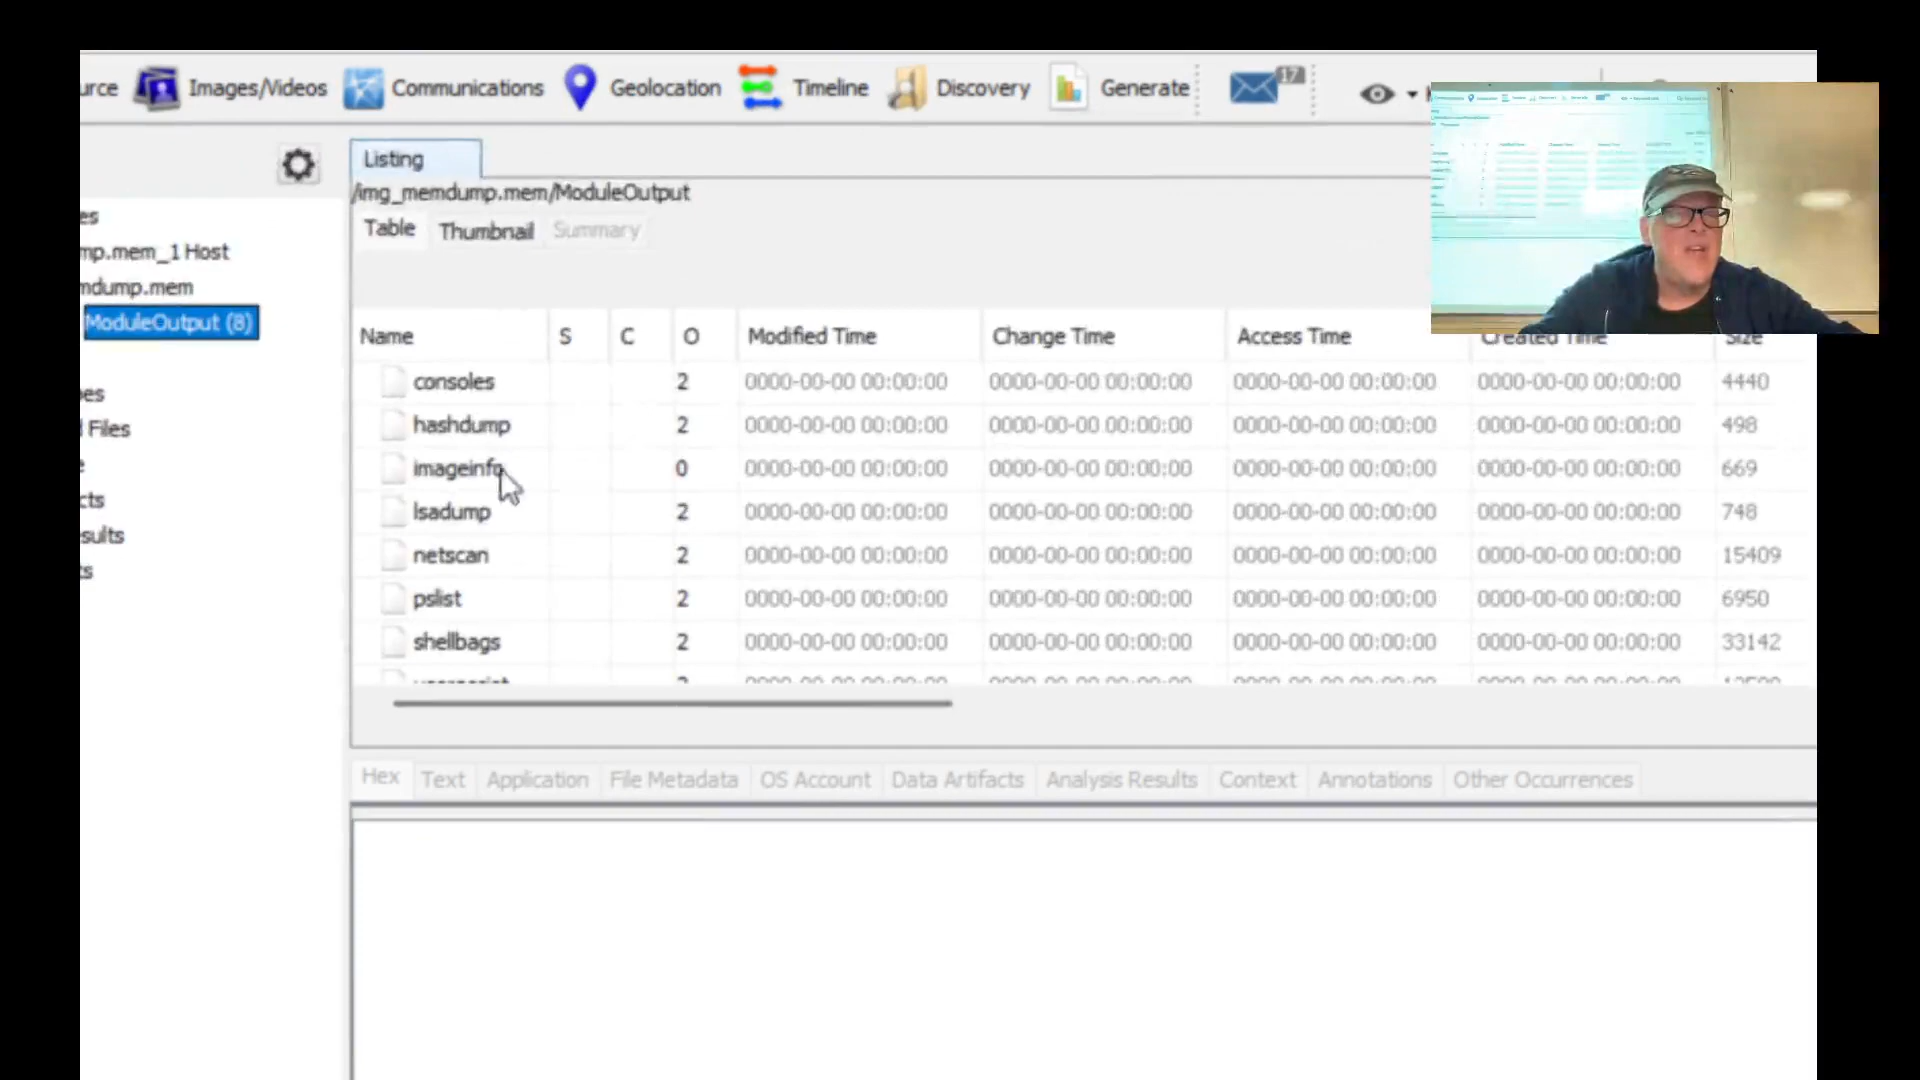 urce Images/Videos Communications Geolocation Timeline Discovery Generate 17
Listing
/img_memdump.mem/ModuleOutput
Table Thumbnail Summary
es
mp.mem_1 Host
mdump.mem
ModuleOutput (8)
es
d Files
e
cts
sults
ts
Name S C O Modified Time Change Time Access Time Created Time Size
consoles 2 0000-00-00 00:00:00 0000-00-00 00:00:00 0000-00-00 00:00:00 0000-00-00 00:00:00 4440
hashdump 2 0000-00-00 00:00:00 0000-00-00 00:00:00 0000-00-00 00:00:00 0000-00-00 00:00:00 498
imageinfo 0 0000-00-00 00:00:00 0000-00-00 00:00:00 0000-00-00 00:00:00 0000-00-00 00:00:00 669
lsadump 2 0000-00-00 00:00:00 0000-00-00 00:00:00 0000-00-00 00:00:00 0000-00-00 00:00:00 748
netscan 2 0000-00-00 00:00:00 0000-00-00 00:00:00 0000-00-00 00:00:00 0000-00-00 00:00:00 15409
pslist 2 0000-00-00 00:00:00 0000-00-00 00:00:00 0000-00-00 00:00:00 0000-00-00 00:00:00 6950
shellbags 2 0000-00-00 00:00:00 0000-00-00 00:00:00 0000-00-00 00:00:00 0000-00-00 00:00:00 33142
Hex Text Application File Metadata OS Account Data Artifacts Analysis Results Context Annotations Other Occurrences